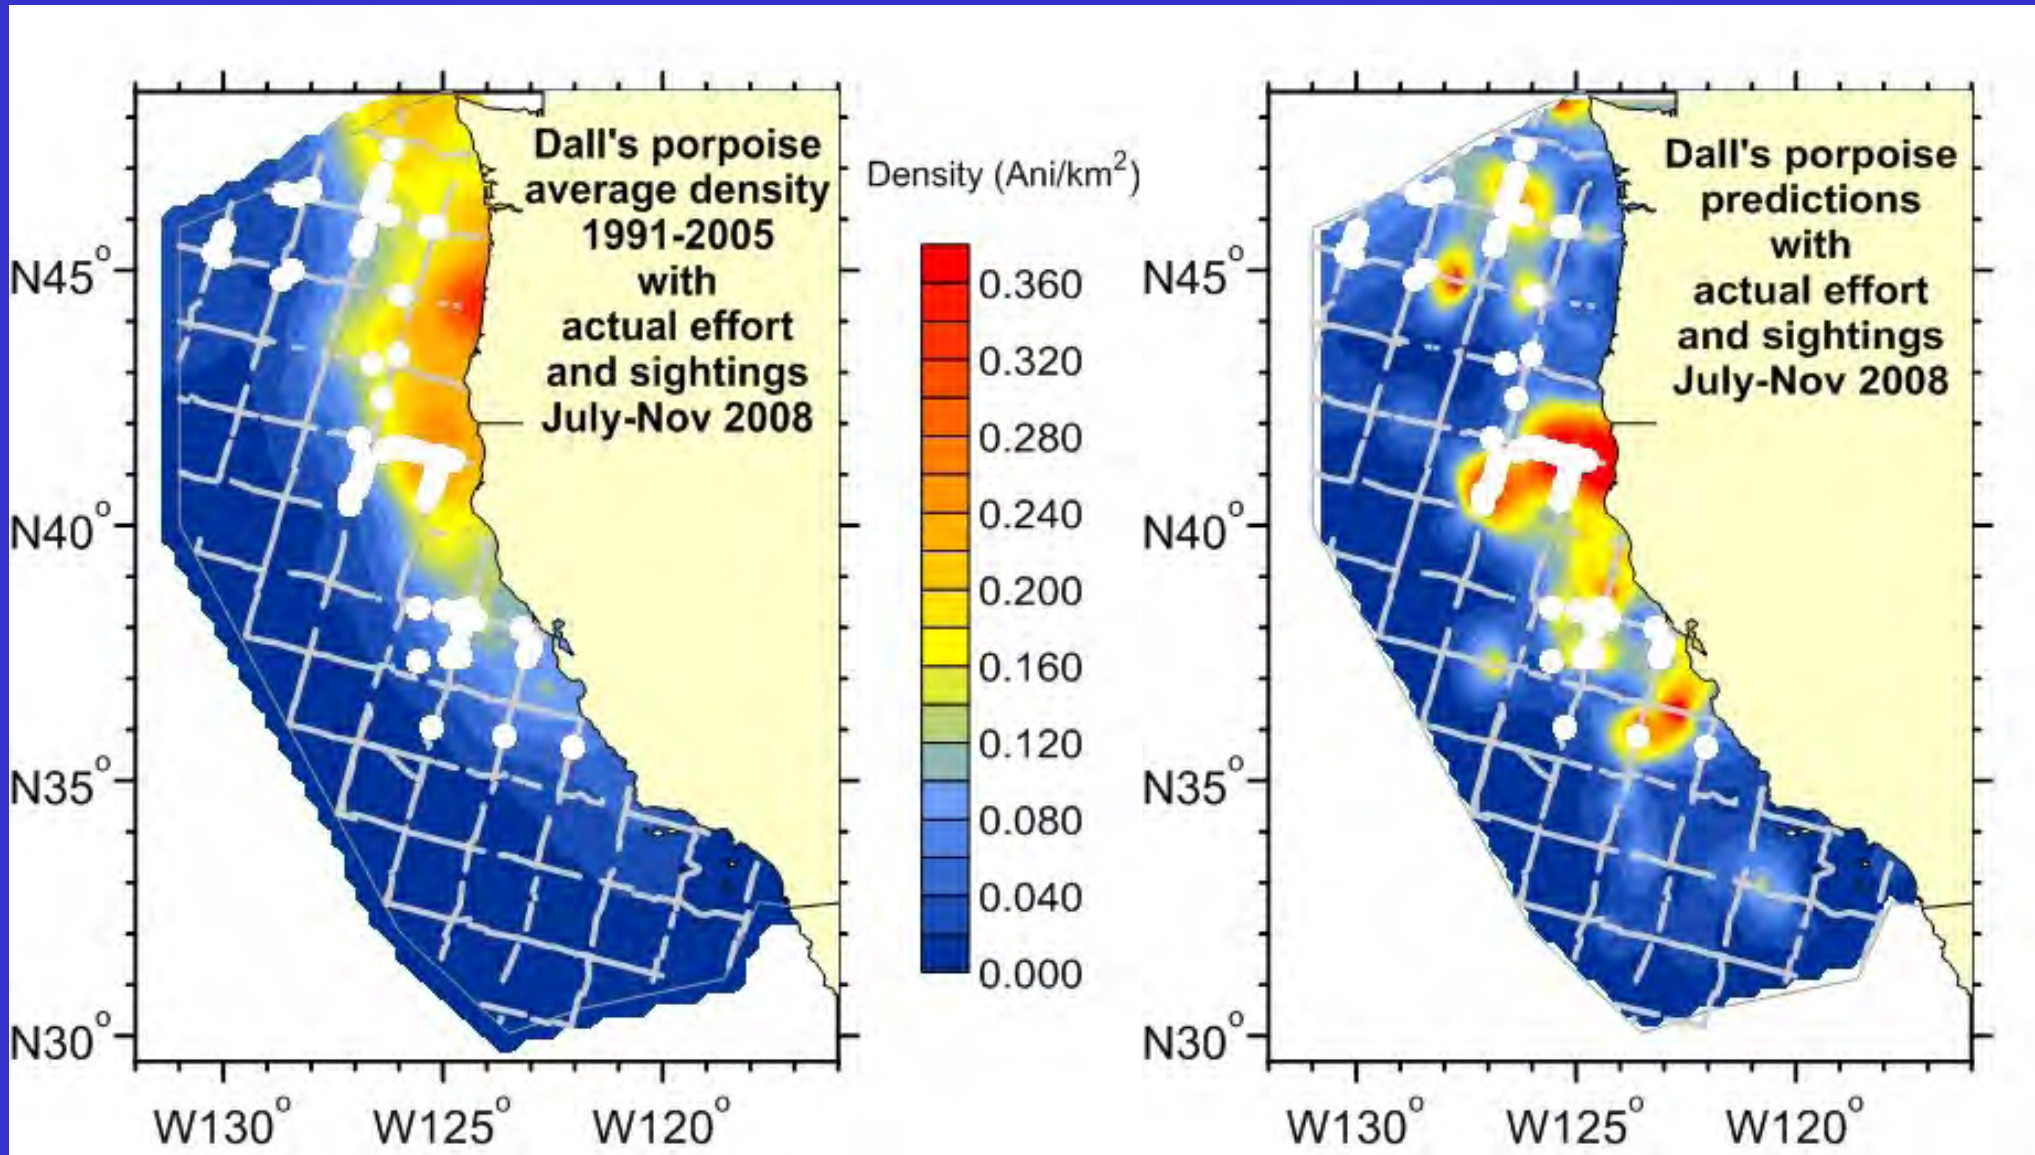 Dall's porpoise
average density
1991-2005
with
actual effort
and sightings
July-Nov 2008
N45°
N40°
N35°
N30°
W130° W125° W120°
Density (Ani/km²)
0.360
0.320
0.280
0.240
0.200
0.160
0.120
0.080
0.040
0.000
Dall's porpoise
predictions
with
actual effort
and sightings
July-Nov 2008
N45°
N40°
N35°
N30°
W130° W125° W120°